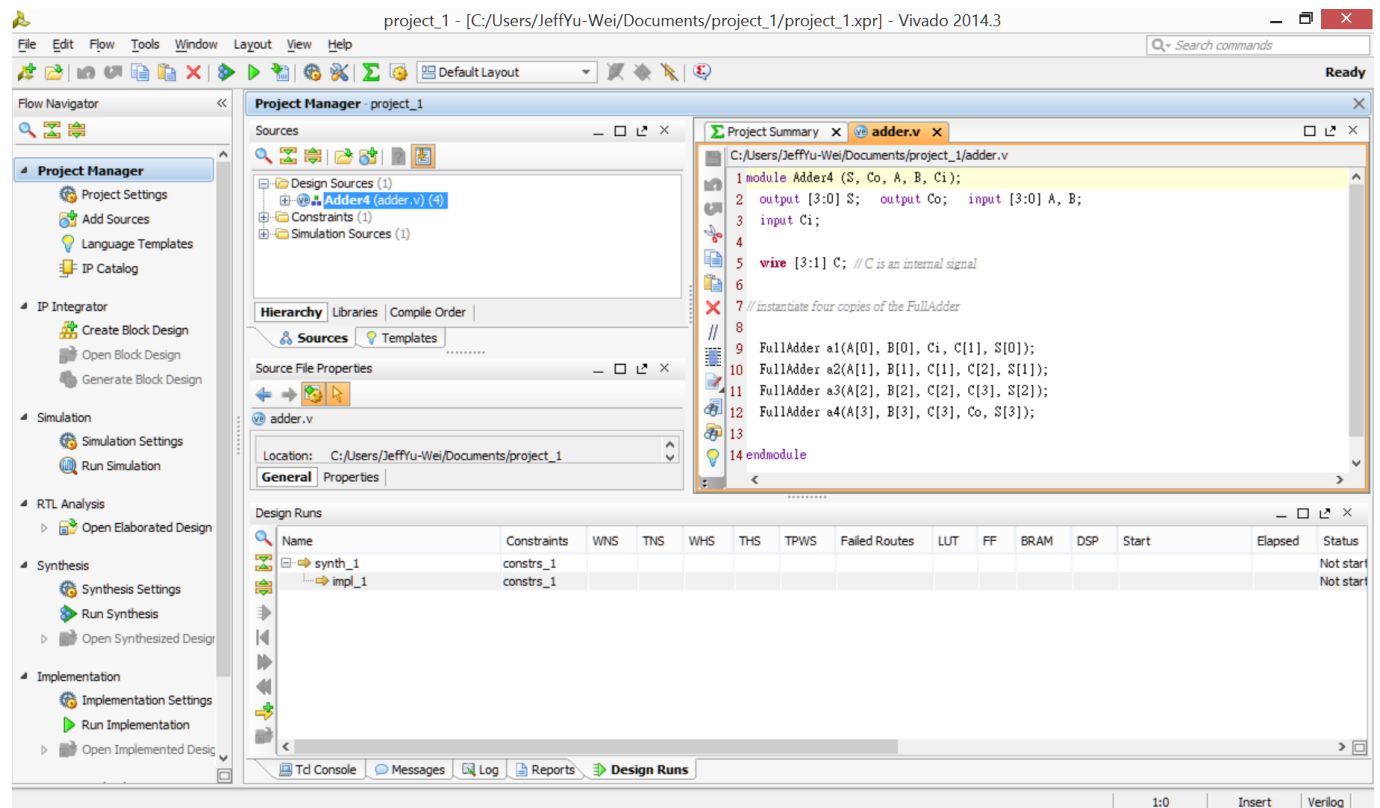 project_1 - [C:/Users/JeffYu-Wei/Documents/project_1/project_1.xpr] - Vivado 2014.3
File Edit Flow Tools Window Layout View Help
Search commands
Default Layout
Ready
Flow Navigator
Project Manager
Project Settings
Add Sources
Language Templates
IP Catalog
IP Integrator
Create Block Design
Open Block Design
Generate Block Design
Simulation
Simulation Settings
Run Simulation
RTL Analysis
Open Elaborated Design
Synthesis
Synthesis Settings
Run Synthesis
Open Synthesized Desigr
Implementation
Implementation Settings
Run Implementation
Open Implemented Desig
Project Manager - project_1
Sources
Design Sources (1)
Adder4 (adder.v) (4)
Constraints (1)
Simulation Sources (1)
Hierarchy Libraries Compile Order
Sources Templates
Source File Properties
adder.v
Location: C:/Users/JeffYu-Wei/Documents/project_1
General Properties
Project Summary adder.v
C:/Users/JeffYu-Wei/Documents/project_1/adder.v
1 module Adder4 (S, Co, A, B, Ci);
2 output [3:0] S; output Co; input [3:0] A, B;
3 input Ci;
4
5 wire [3:1] C; // C is an internal signal
6
7 // instantiate four copies of the FullAdder
8
9 FullAdder a1(A[0], B[0], Ci, C[1], S[0]);
10 FullAdder a2(A[1], B[1], C[1], C[2], S[1]);
11 FullAdder a3(A[2], B[2], C[2], C[3], S[2]);
12 FullAdder a4(A[3], B[3], C[3], Co, S[3]);
13
14 endmodule
Design Runs
Name Constraints WNS TNS WHS THS TPWS Failed Routes LUT FF BRAM DSP Start Elapsed Status
synth_1 constrs_1 Not start
impl_1 constrs_1 Not start
Tcl Console Messages Log Reports Design Runs
1:0 Insert Verilog